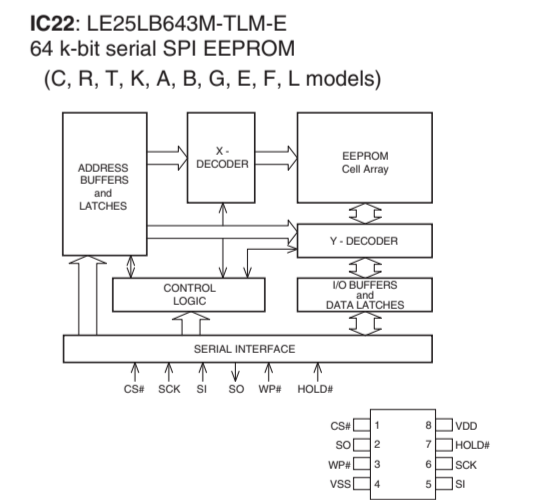 IC22: LE25LB643M-TLM-E
64 k-bit serial SPI EEPROM
(C, R, T, K, A, B, G, E, F, L models)
ADDRESS
BUFFERS
and
LATCHES
X -
DECODER
EEPROM
Cell Array
Y - DECODER
CONTROL
LOGIC
I/O BUFFERS
and
DATA LATCHES
SERIAL INTERFACE
CS# SCK SI SO WP# HOLD#
CS# 1 8 VDD
SO 2 7 HOLD#
WP# 3 6 SCK
VSS 4 5 SI